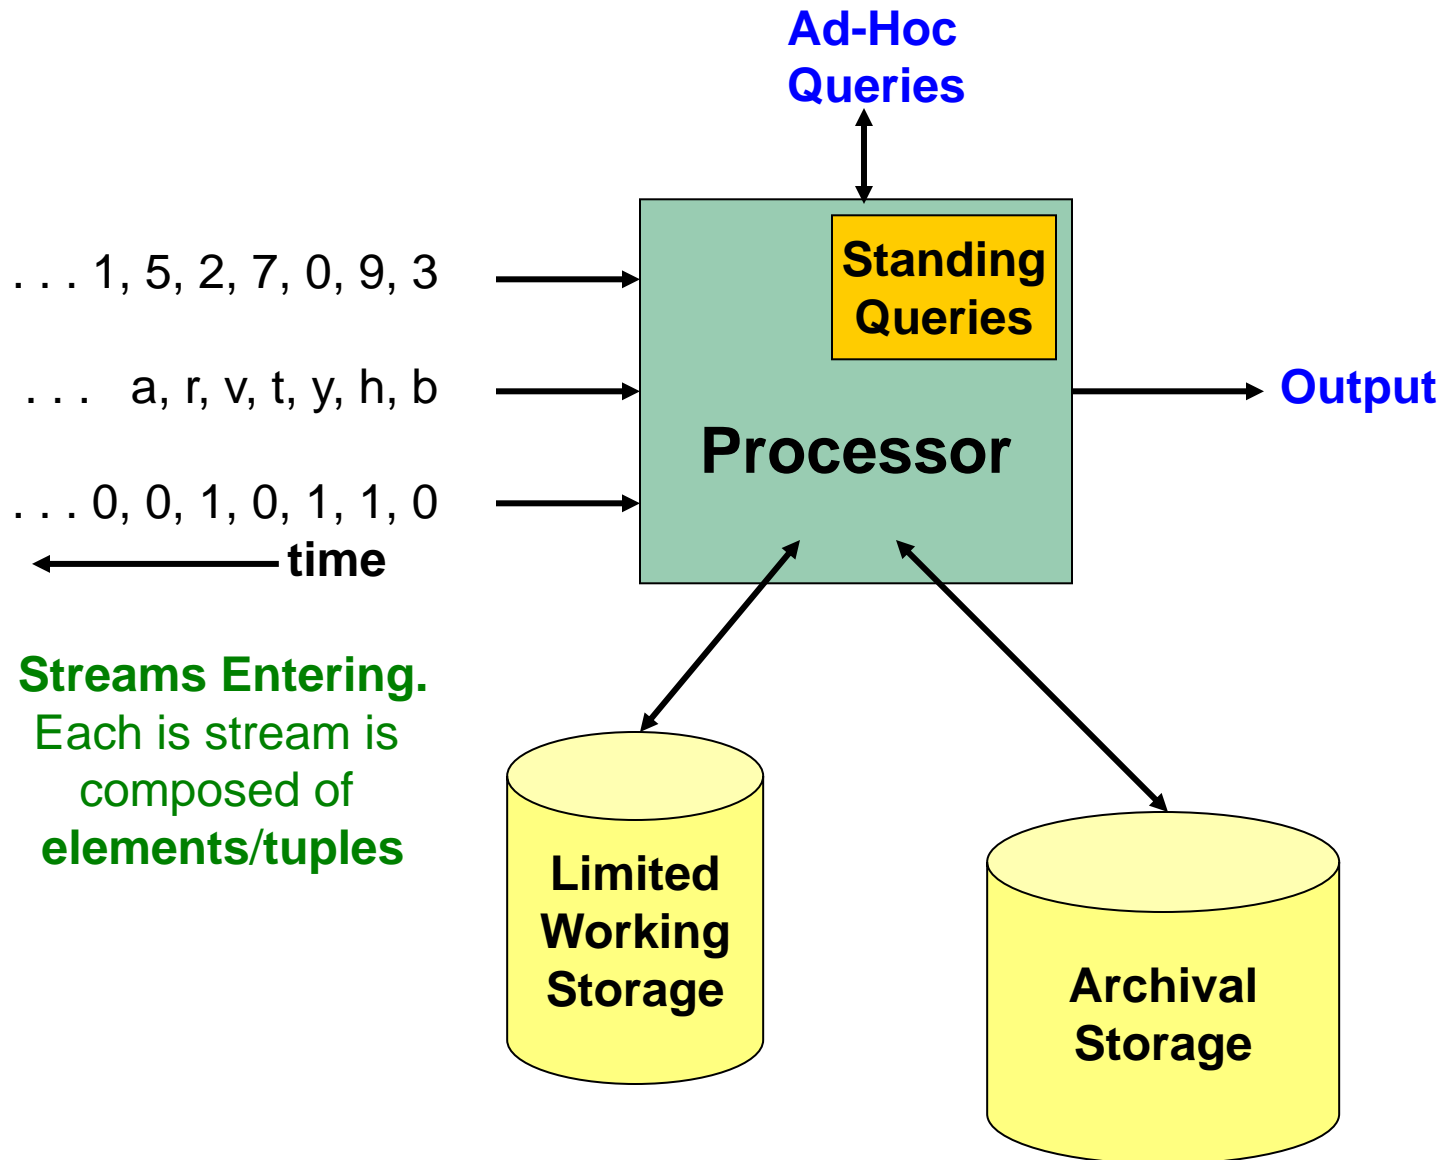 Ad-Hoc
Queries
. . . 1, 5, 2, 7, 0, 9, 3
Standing
Queries
. . . a, r, v, t, y, h, b
Output
Processor
. . . 0, 0, 1, 0, 1, 1, 0
time
Streams Entering.
Each is stream is
composed of
elements/tuples
Limited
Working
Storage
Archival
Storage